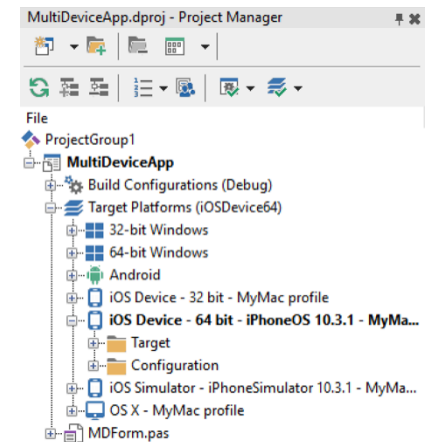 MultiDeviceApp.dproj - Project Manager
File
ProjectGroup1
MultiDeviceApp
Build Configurations (Debug)
Target Platforms (iOSDevice64)
32-bit Windows
64-bit Windows
Android
iOS Device - 32 bit - MyMac profile
iOS Device - 64 bit - iPhoneOS 10.3.1 - MyMa...
Target
Configuration
iOS Simulator - iPhoneSimulator 10.3.1 - MyMa...
OS X - MyMac profile
MDForm.pas